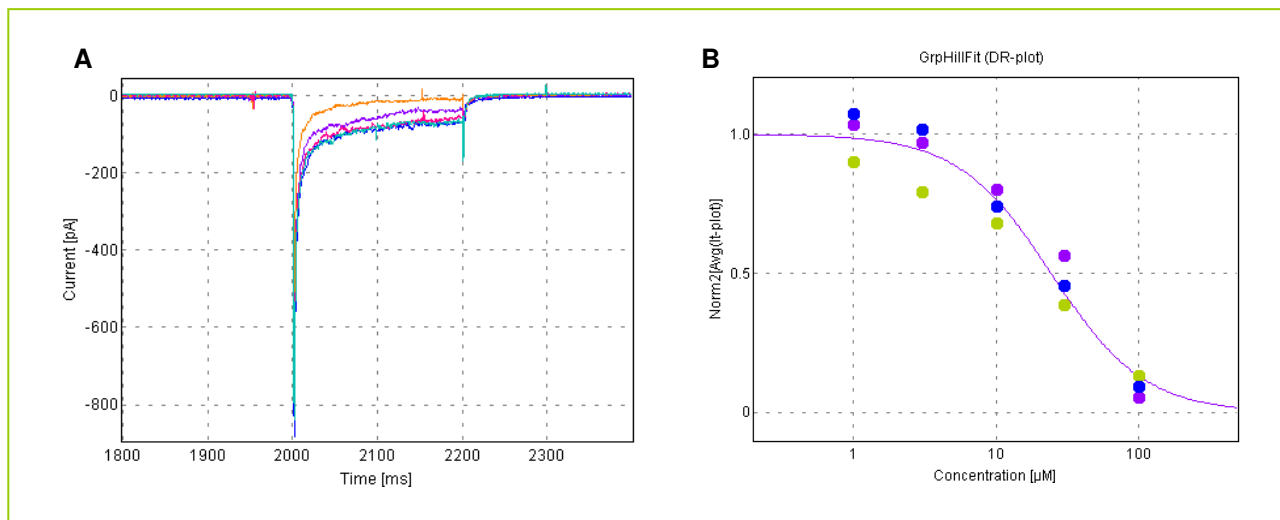 A
0
-200
-400
-600
-800
Current [pA]
1800 1900 2000 2100 2200 2300
Time [ms]
B
GrpHillFit (DR-plot)
1.0
0.5
0
Norm2[Avg(It-plot)]
1 10 100
Concentration [µM]